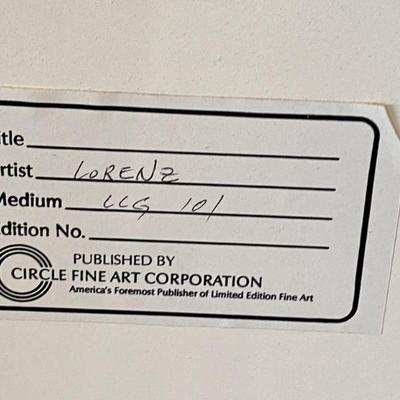 itle
rtist LORENZ
Medium LLG 101
dition No.
PUBLISHED BY
CIRCLE FINE ART CORPORATION
America's Foremost Publisher of Limited Edition Fine Art